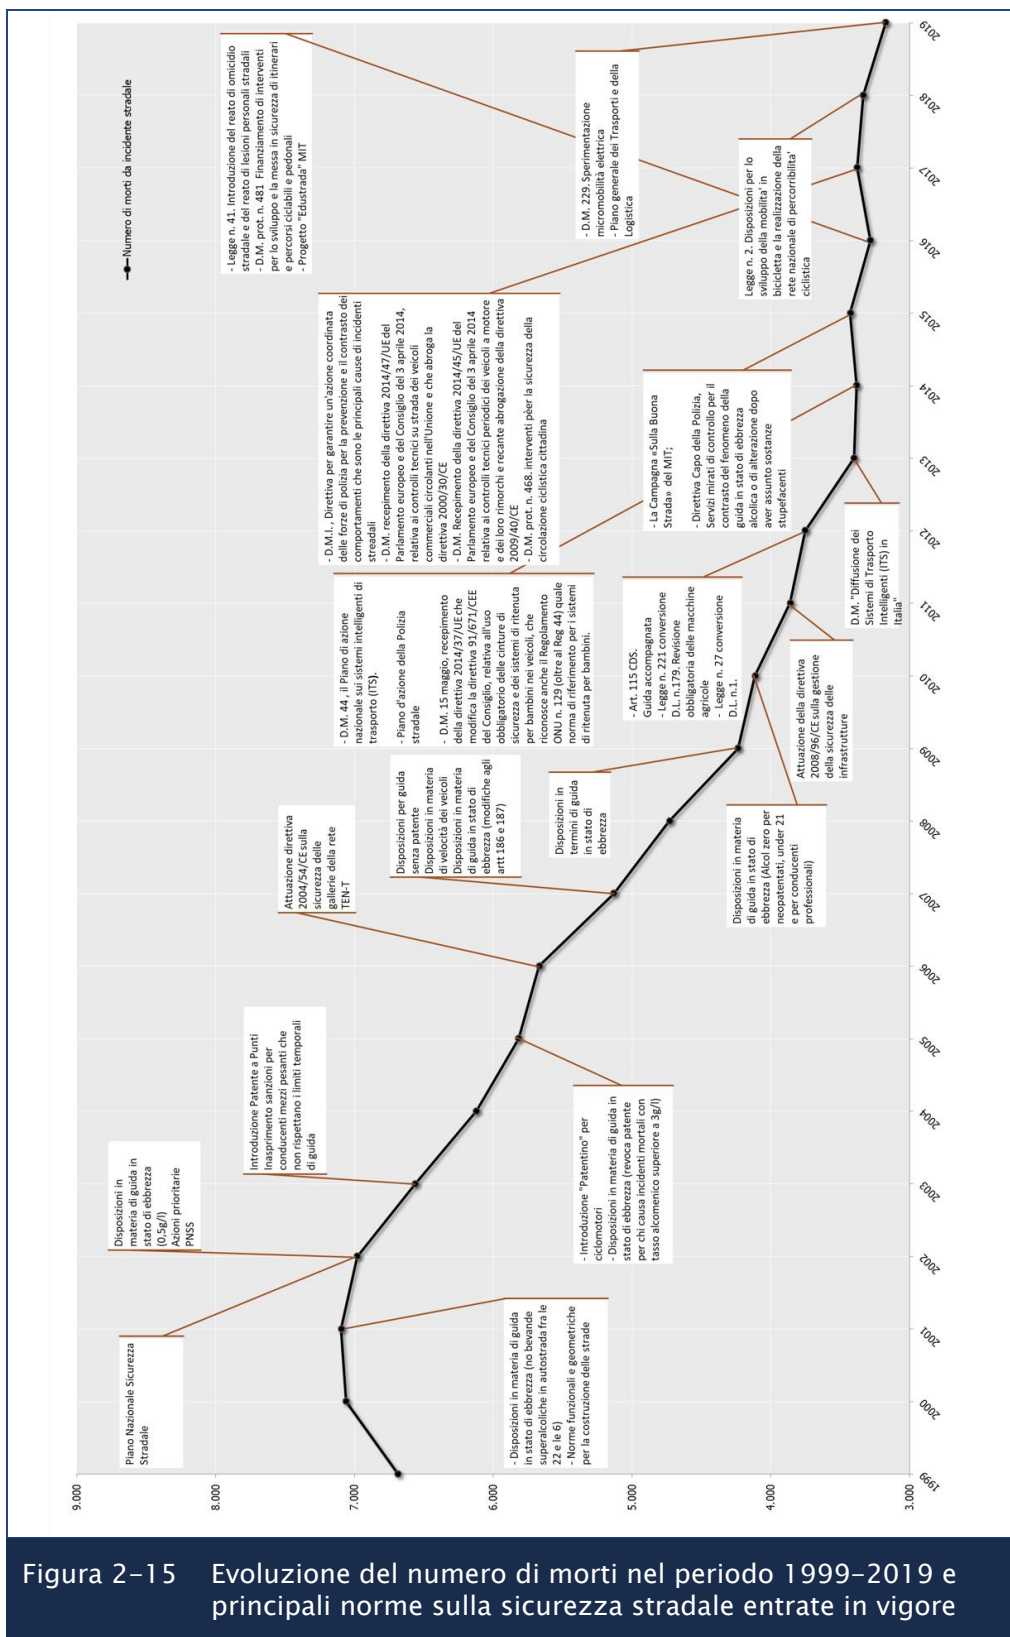 Numero di morti da incidente stradale
9.000
8.000
7.000
6.000
5.000
4.000
3.000
1999
2000
2001
2002
2003
2004
2005
2006
2007
2008
2009
2010
2011
2012
2013
2014
2015
2016
2017
2018
2019
Piano Nazionale Sicurezza
Stradale
Disposizioni in
materia di guida in
stato di ebbrezza
(0,5g/l)
Azioni prioritarie
PNSS
Introduzione Patente a Punti
Inasprimento sanzioni per
conducenti mezzi pesanti che
non rispettano i limiti temporali
di guida
Attuazione direttiva
2004/54/CE sulla
sicurezza delle
gallerie della rete
TEN-T
Disposizioni per guida
senza patente
Disposizioni in materia
di velocità dei veicoli
Disposizioni in materia
di guida in stato di
ebbrezza (modifiche agli
artt 186 e 187)
Disposizioni in
termini di guida
in stato di
ebbrezza
- D.M. 44 , il Piano di azione
nazionale sui sistemi intelligenti di
trasporto (ITS).
- Piano d'azione della Polizia
stradale
- D.M. 15 maggio, recepimento
della direttiva 2014/37/UE che
modifica la direttiva 91/671/CEE
del Consiglio, relativa all'uso
obbligatorio delle cinture di
sicurezza e dei sistemi di ritenuta
per bambini nei veicoli, che
riconosce anche il Regolamento
ONU n. 129 (oltre al Reg 44) quale
norma di riferimento per i sistemi
di ritenuta per bambini.
- D.M.I., Direttiva per garantire un'azione coordinata
delle forze di polizia per la prevenzione e il contrasto dei
comportamenti che sono le principali cause di incidenti
streadali
- D.M. recepimento della direttiva 2014/47/UE del
Parlamento europeo e del Consiglio del 3 aprile 2014,
relativa ai controlli tecnici su strada dei veicoli
commerciali circolanti nell'Unione e che abroga la
direttiva 2000/30/CE
- D.M. Recepimento della direttiva 2014/45/UE del
Parlamento europeo e del Consiglio del 3 aprile 2014
relativa ai controlli tecnici periodici dei veicoli a motore
e dei loro rimorchi e recante abrogazione della direttiva
2009/40/CE
- D.M. prot. n. 468. interventi pèer la sicurezza della
circolazione ciclistica cittadina
- Legge n. 41. Introduzione del reato di omicidio
stradale e del reato di lesioni personali stradali
- D.M. prot. n. 481 Finanziamento di interventi
per lo sviluppo e la messa in sicurezza di itinerari
e percorsi ciclabili e pedonali
- Progetto "Edustrada" MIT
- D.M. 229. Sperimentazione
micromobilità elettrica
- Piano generale dei Trasporti e della
Logistica
Legge n. 2. Disposizioni per lo
sviluppo della mobilita' in
bicicletta e la realizzazione della
rete nazionale di percorribilita'
ciclistica
- La Campagna «Sulla Buona
Strada» del MIT;
- Direttiva Capo della Polizia,
Servizi mirati di controllo per il
contrasto del fenomeno della
guida in stato di ebbrezza
alcolica o di alterazione dopo
aver assunto sostanze
stupefacenti
- Art. 115 CDS.
Guida accompagnata
- Legge n. 221 conversione
D.L. n.179. Revisione
obbligatoria delle macchine
agricole
- Legge n. 27 conversione
D.L. n.1.
D.M. "Diffusione dei
Sistemi di Trasporto
Intelligenti (ITS) in
Italia"
Attuazione della direttiva
2008/96/CE sulla gestione
della sicurezza delle
infrastrutture
Disposizioni in materia
di guida in stato di
ebbrezza (Alcol zero per
neopatentati, under 21
e per conducenti
professionali)
- Introduzione "Patentino" per
ciclomotori
- Disposizioni in materia di guida in
stato di ebbrezza (revoca patente
per chi causa incidenti mortali con
tasso alcomenico superiore a 3g/l)
- Disposizioni in materia di guida
in stato di ebbrezza (no bevande
superalcoliche in autostrada fra le
22 e le 6)
- Norme funzionali e geometriche
per la costruzione delle strade
Figura 2-15 Evoluzione del numero di morti nel periodo 1999-2019 e
principali norme sulla sicurezza stradale entrate in vigore